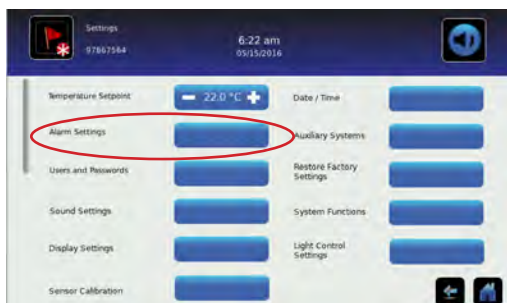 Settings
97867564
6:22 am
05/15/2016
Temperature Setpoint
22.0 °C
Date / Time
Alarm Settings
Auxiliary Systems
Users and Passwords
Restore Factory
Settings
Sound Settings
System Functions
Display Settings
Light Control
Settings
Sensor Calibration